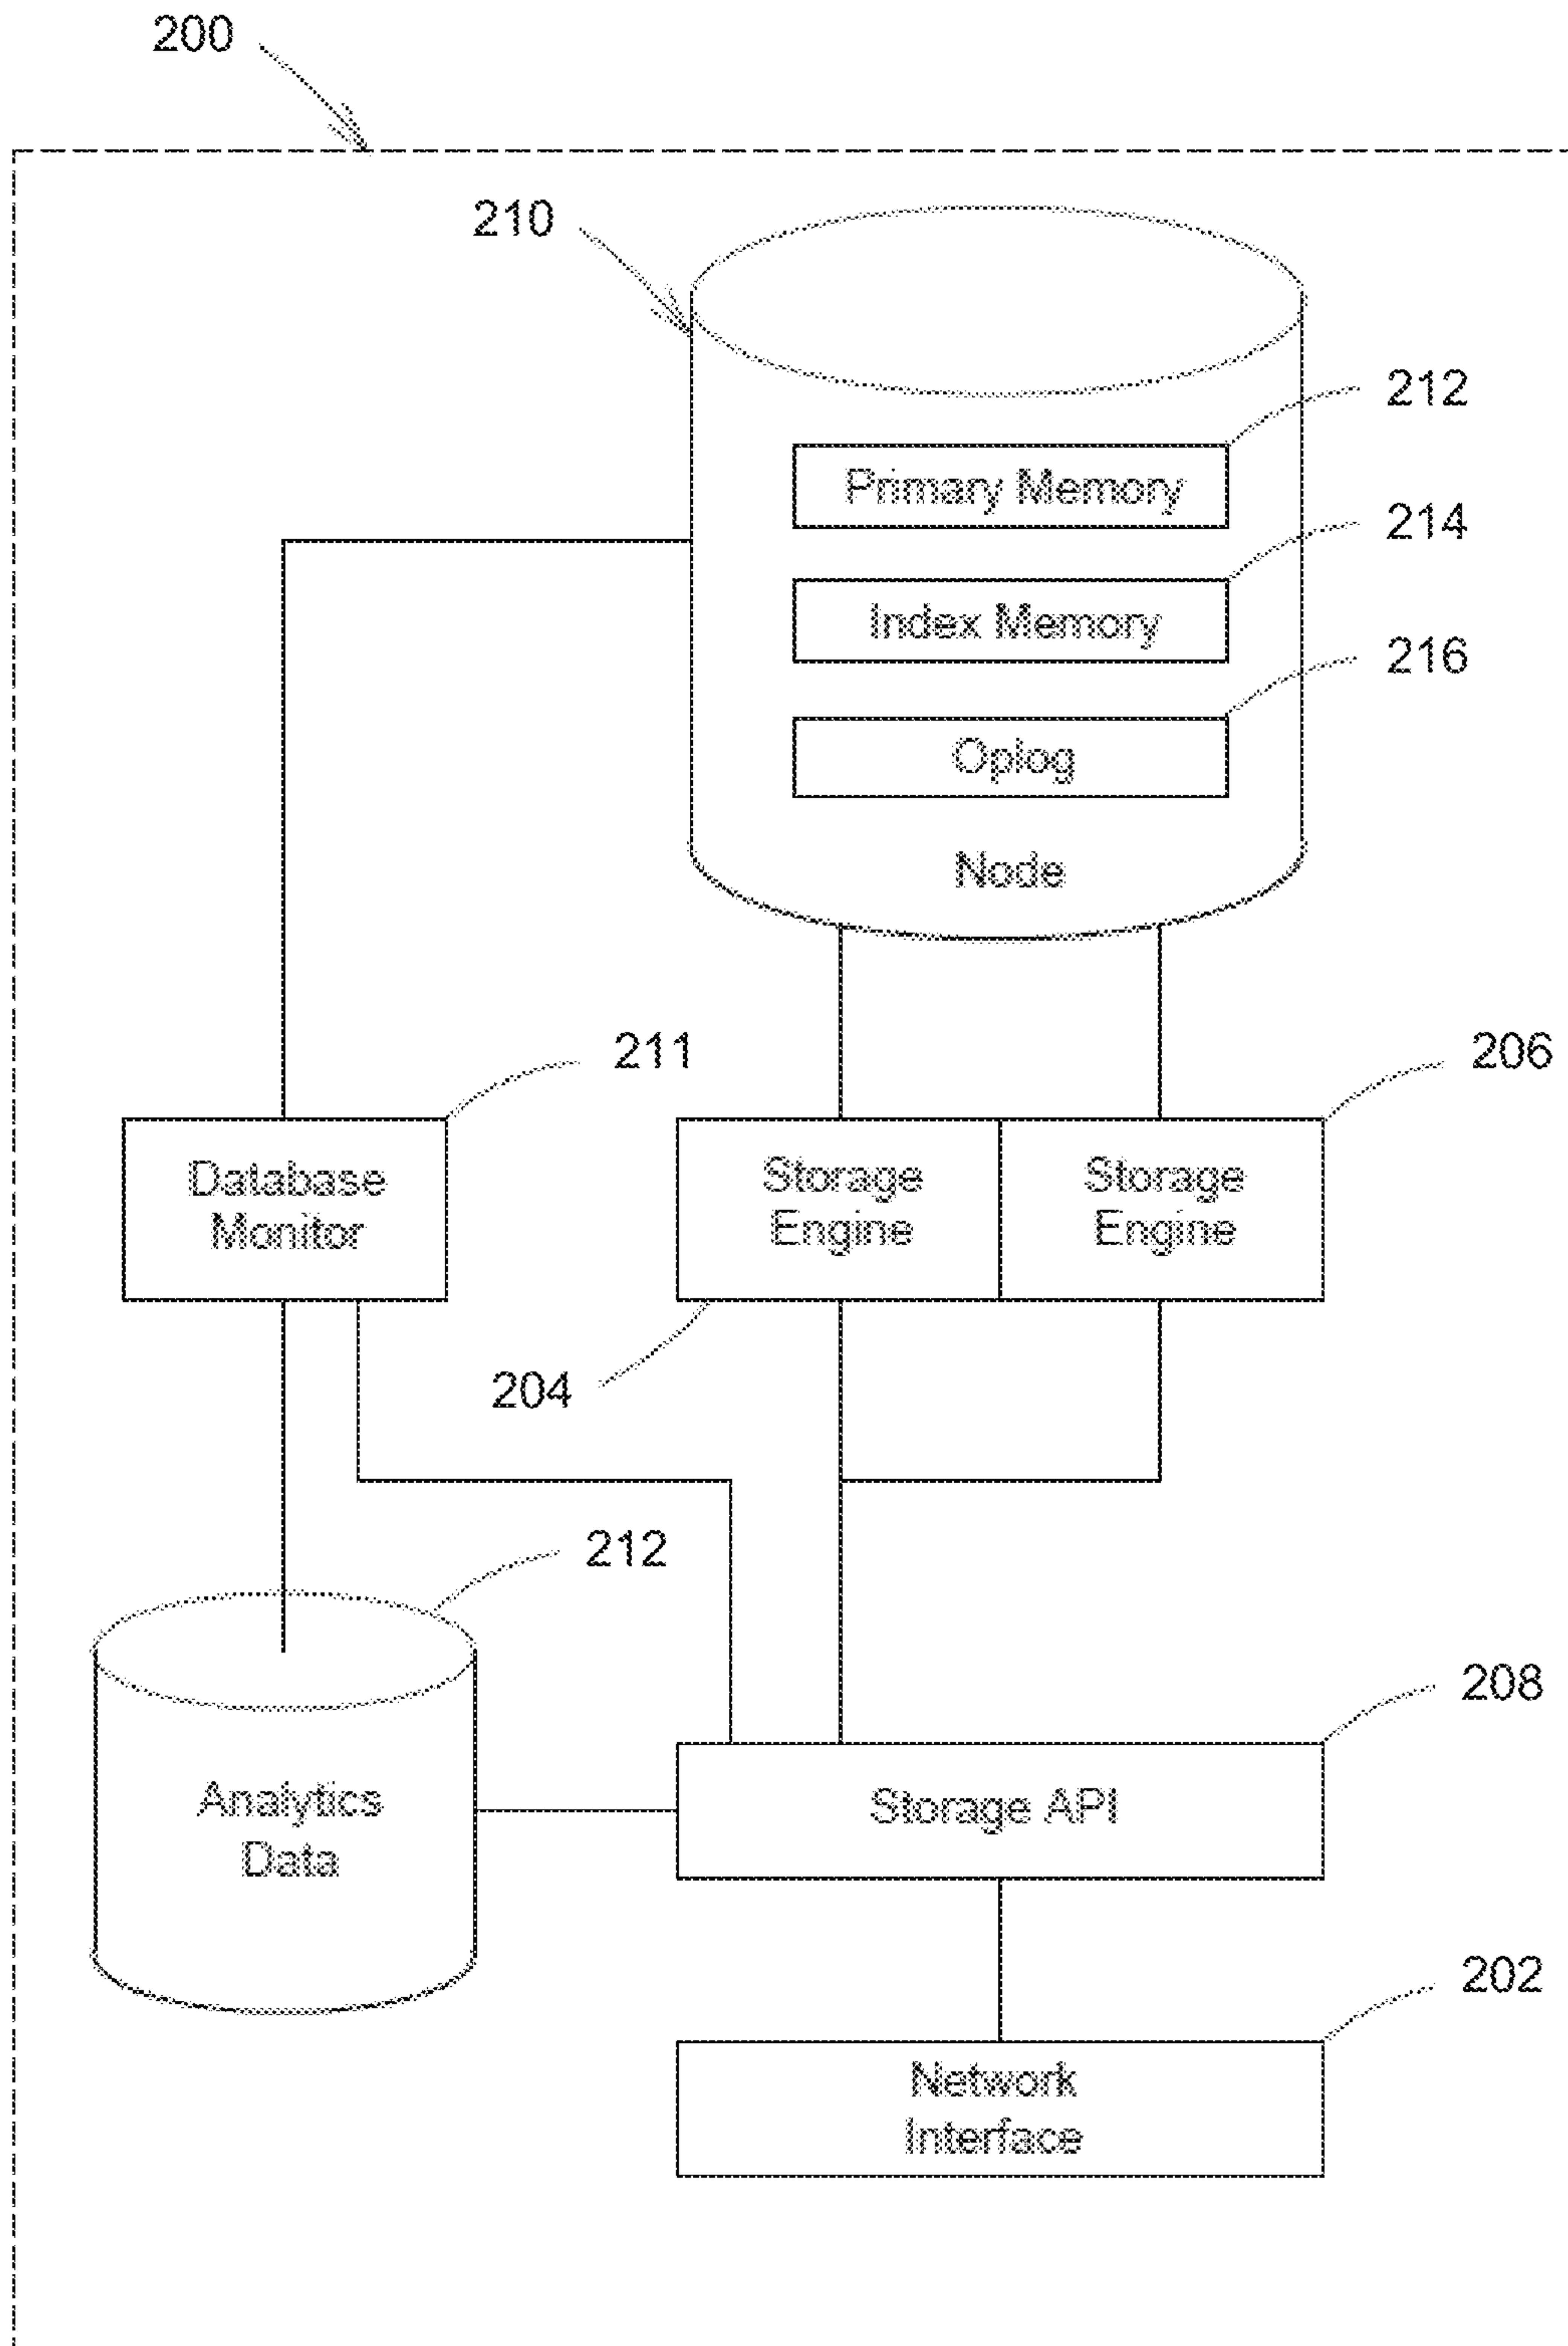 200
210
212
Primary Memory
214
Index Memory
216
Oplog
Node
211
206
Database
Monitor
Storage
Engine
Storage
Engine
204
212
208
Analytics
Data
Storage API
202
Network
Interface